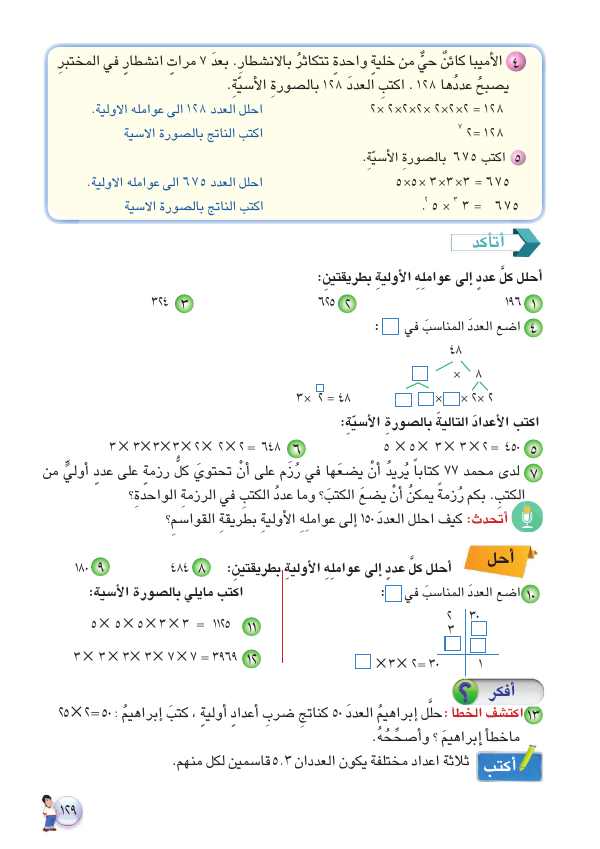 ٤ الأميبا كائنٌ حيٌّ من خليةٍ واحدةٍ تتكاثرُ بالانشطارِ. بعدَ ٧ مراتِ انشطارٍ في المختبرِ
يصبحُ عددُها ١٢٨ . اكتبِ العددَ ١٢٨ بالصورةِ الأسيّةِ.
١٢٨ = ٢×٢×٢ ×٢×٢×٢ ×٢ احلل العدد ١٢٨ الى عوامله الاولية.
١٢٨= ٢ ٧ اكتب الناتج بالصورة الاسية
٥ اكتب ٦٧٥ بالصورةِ الأسيّةِ.
٦٧٥ = ٣×٣×٣ ×٥×٥ احلل العدد ٦٧٥ الى عوامله الاولية.
٦٧٥ = ٣ ٣ × ٥ ٢. اكتب الناتج بالصورة الاسية
أتأكد
أحلل كلَّ عددٍ إلى عواملِهِ الأوليةِ بطريقتينِ:
١ ١٩٦ ٢ ٦٢٥ ٣ ٣٢٤
٤ اضع العددَ المناسبَ في □ :
٤٨
٨ × □
٢ ×٢ ×□×□ □
٤٨ = ٢ □ ×٣
اكتب الأعدادَ التاليةَ بالصورةِ الأسيّةِ:
٥ ٤٥٠ =٢× ٣ × ٣ ×٥ × ٥ ٦ ٦٤٨ = ٢×٢ ×٢ ×٣×٣×٣ × ٣
٧ لدى محمد ٧٧ كتاباً يُريدُ أنْ يضعَها في رُزَم على أنْ تحتويَ كلُّ رزمةٍ على عددٍ أوليٍّ من
الكتبِ. بكم رُزمةً يمكنُ أنْ يضعَ الكتبَ؟ وما عددُ الكتبِ في الرزمةِ الواحدةِ؟
أتحدث: كيف احلل العددَ ١٥٠ إلى عواملِهِ الأوليةِ بطريقةِ القواسمِ؟
أحل
أحلل كلَّ عددٍ إلى عواملِهِ الأوليةِ بطريقتينِ: ٨ ٤٨٤ ٩ ١٨٠
١٠ اضع العددَ المناسبَ في □:
٣٠ ٢
□ ٣
□ □
١
٣٠= ٢ ×٣× □
اكتب مايلي بالصورة الأسية:
١١ ١١٢٥ = ٣×٣ ×٥ ×٥ ×٥
١٢ ٣٩٦٩= ٧×٧ ×٣ ×٣ ×٣ ×٣
أفكر ؟
١٣ اكتشف الخطأ : حلّل إبراهيمُ العددَ ٥٠ كناتجِ ضربِ أعدادٍ أوليةٍ ، كتبَ إبراهيمُ : ٥٠=٢×٢٥
ماخطأ إبراهيمَ ؟ وأصحِّحُهُ.
أكتب ثلاثة اعداد مختلفة يكون العددان ٥،٣ قاسمين لكل منهم.
١٢٩